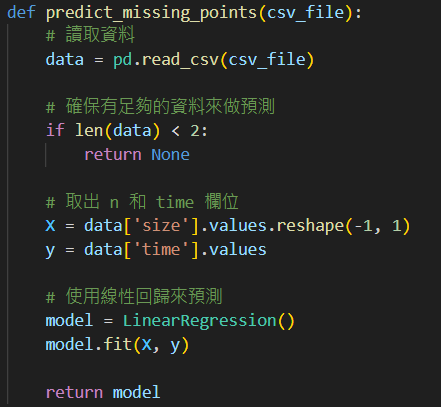 def predict_missing_points(csv_file):
    # 讀取資料
    data = pd.read_csv(csv_file)
    # 確保有足夠的資料來做預測
    if len(data) < 2:
        return None
    # 取出 n 和 time 欄位
    X = data['size'].values.reshape(-1, 1)
    y = data['time'].values
    # 使用線性回歸來預測
    model = LinearRegression()
    model.fit(X, y)
    return model